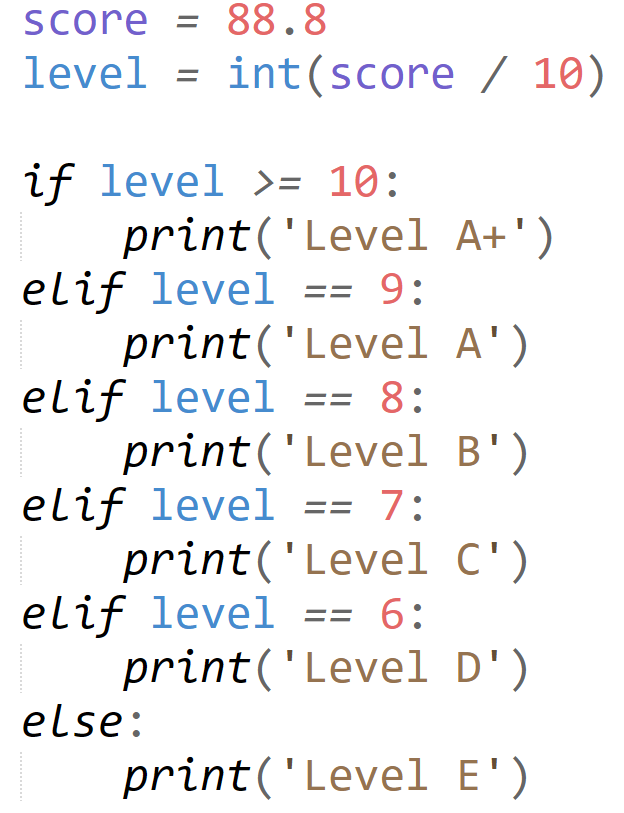 score = 88.8
level = int(score / 10)

if level >= 10:
    print('Level A+')
elif level == 9:
    print('Level A')
elif level == 8:
    print('Level B')
elif level == 7:
    print('Level C')
elif level == 6:
    print('Level D')
else:
    print('Level E')